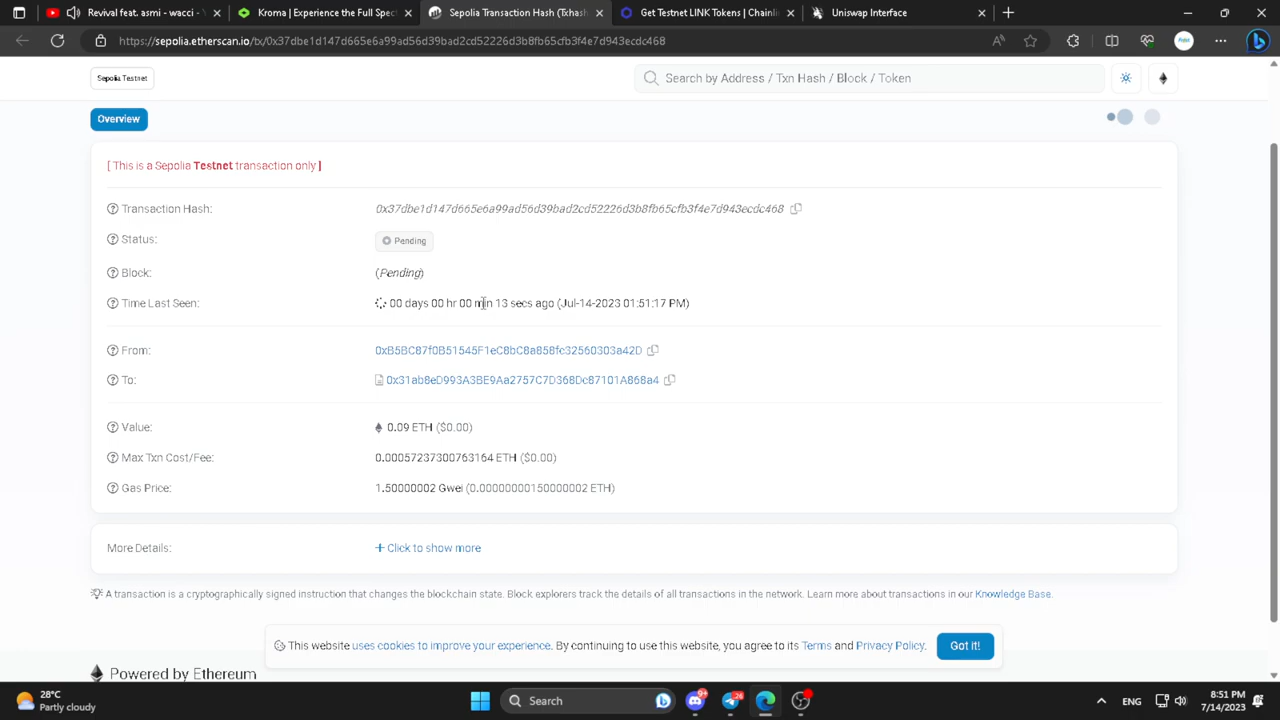 Revival feat. asmi - wacci -
Kroma | Experience the Full Spect
Sepolia Transaction Hash (Txhash
Get Testnet LINK Tokens | Chainli
Uniswap Interface
https://sepolia.etherscan.io/tx/0x37dbe1d147d665e6a99ad56d39bad2cd52226d3b8fb65cfb3f4e7d943ecdc468
Sepolia Testnet
Search by Address / Txn Hash / Block / Token
Overview
[ This is a Sepolia Testnet transaction only ]
Transaction Hash: 0x37dbe1d147d665e6a99ad56d39bad2cd52226d3b8fb65cfb3f4e7d943ecdc468
Status: Pending
Block: (Pending)
Time Last Seen: 00 days 00 hr 00 min 13 secs ago (Jul-14-2023 01:51:17 PM)
From: 0xB5BC87f0B51545F1eC8bC8a858fc32560303a42D
To: 0x31ab8eD993A3BE9Aa2757C7D368Dc87101A868a4
Value: 0.09 ETH ($0.00)
Max Txn Cost/Fee: 0.00057237300763164 ETH ($0.00)
Gas Price: 1.50000002 Gwei (0.00000000150000002 ETH)
More Details: + Click to show more
A transaction is a cryptographically signed instruction that changes the blockchain state. Block explorers track the details of all transactions in the network. Learn more about transactions in our Knowledge Base.
This website uses cookies to improve your experience. By continuing to use this website, you agree to its Terms and Privacy Policy.
Got it!
Powered by Ethereum
28°C
Partly cloudy
Search
ENG
8:51 PM
7/14/2023